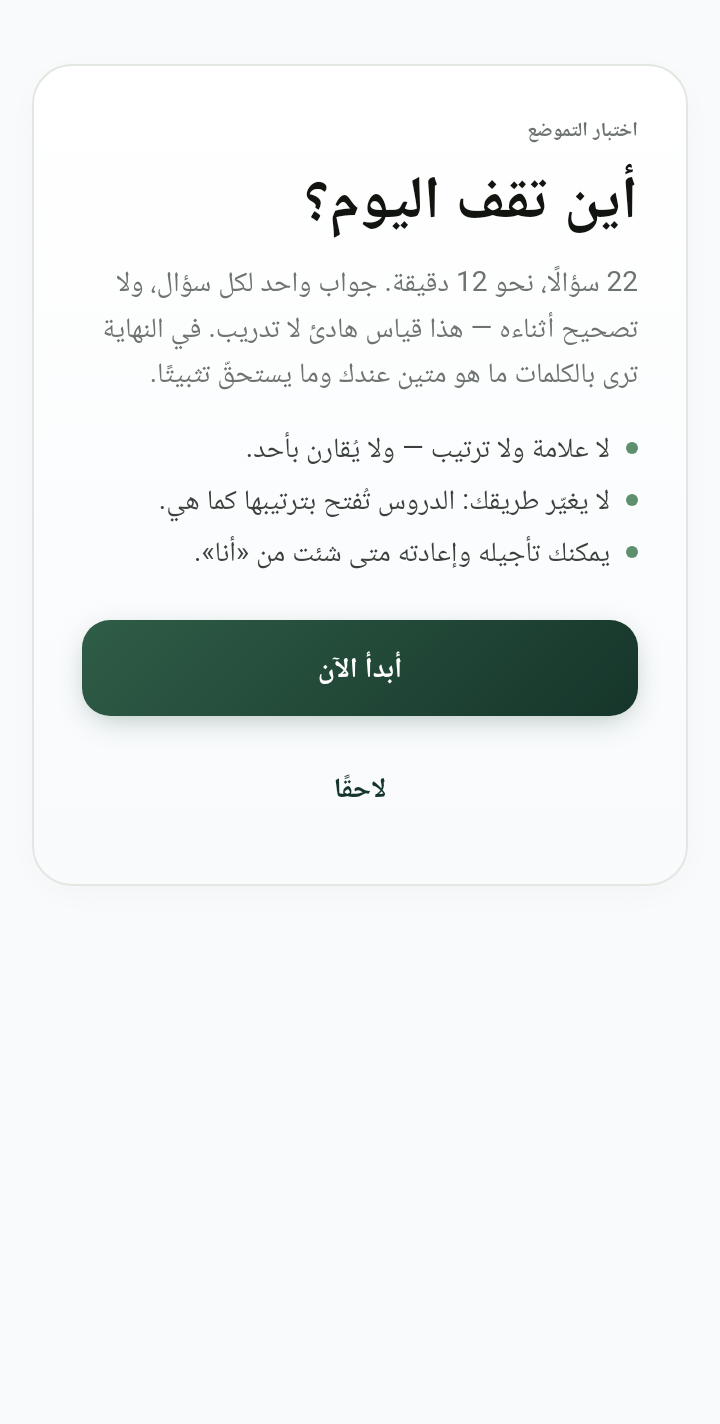 اختبار التموضع
أين تقف اليوم؟
22 سؤالًا، نحو 12 دقيقة. جواب واحد لكل سؤال، ولا
تصحيح أثناءه — هذا قياس هادئ لا تدريب. في النهاية
ترى بالكلمات ما هو متين عندك وما يستحقّ تثبيتًا.
لا علامة ولا ترتيب — ولا يُقارن بأحد.
لا يغيّر طريقك: الدروس تُفتح بترتيبها كما هي.
يمكنك تأجيله وإعادته متى شئت من «أنا».
أبدأ الآن
لاحقًا